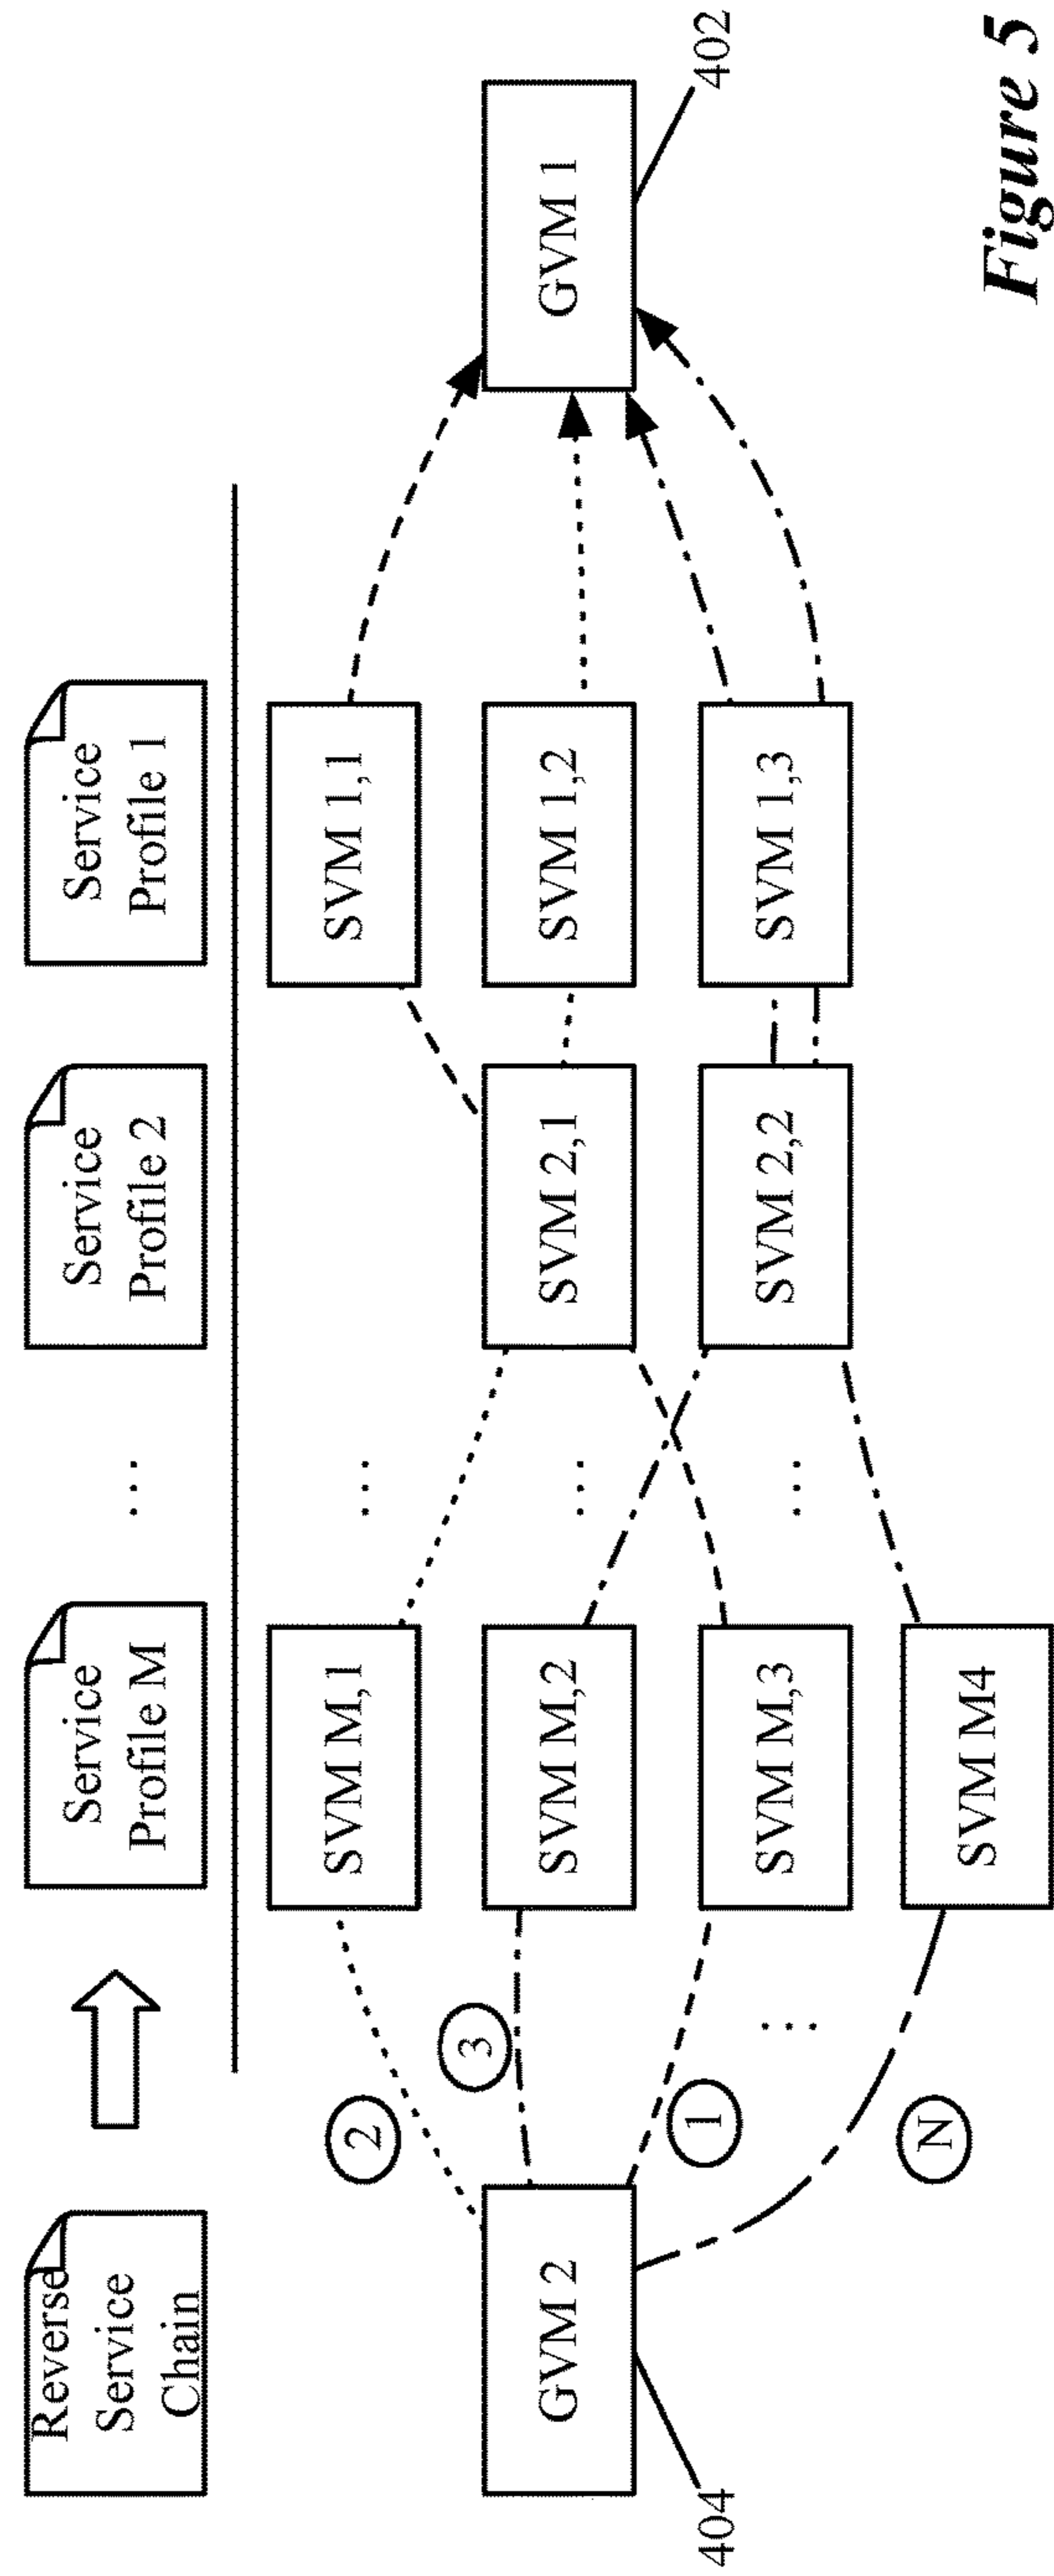 Reverse
Service
Chain
Service
Profile M
...
Service
Profile 2
Service
Profile 1
SVM M,1
...
SVM 1,1
2
3
GVM 2
404
SVM M,2
...
SVM 2,1
SVM 1,2
GVM 1
402
1
SVM M,3
...
SVM 2,2
SVM 1,3
...
N
SVM M4
Figure 5